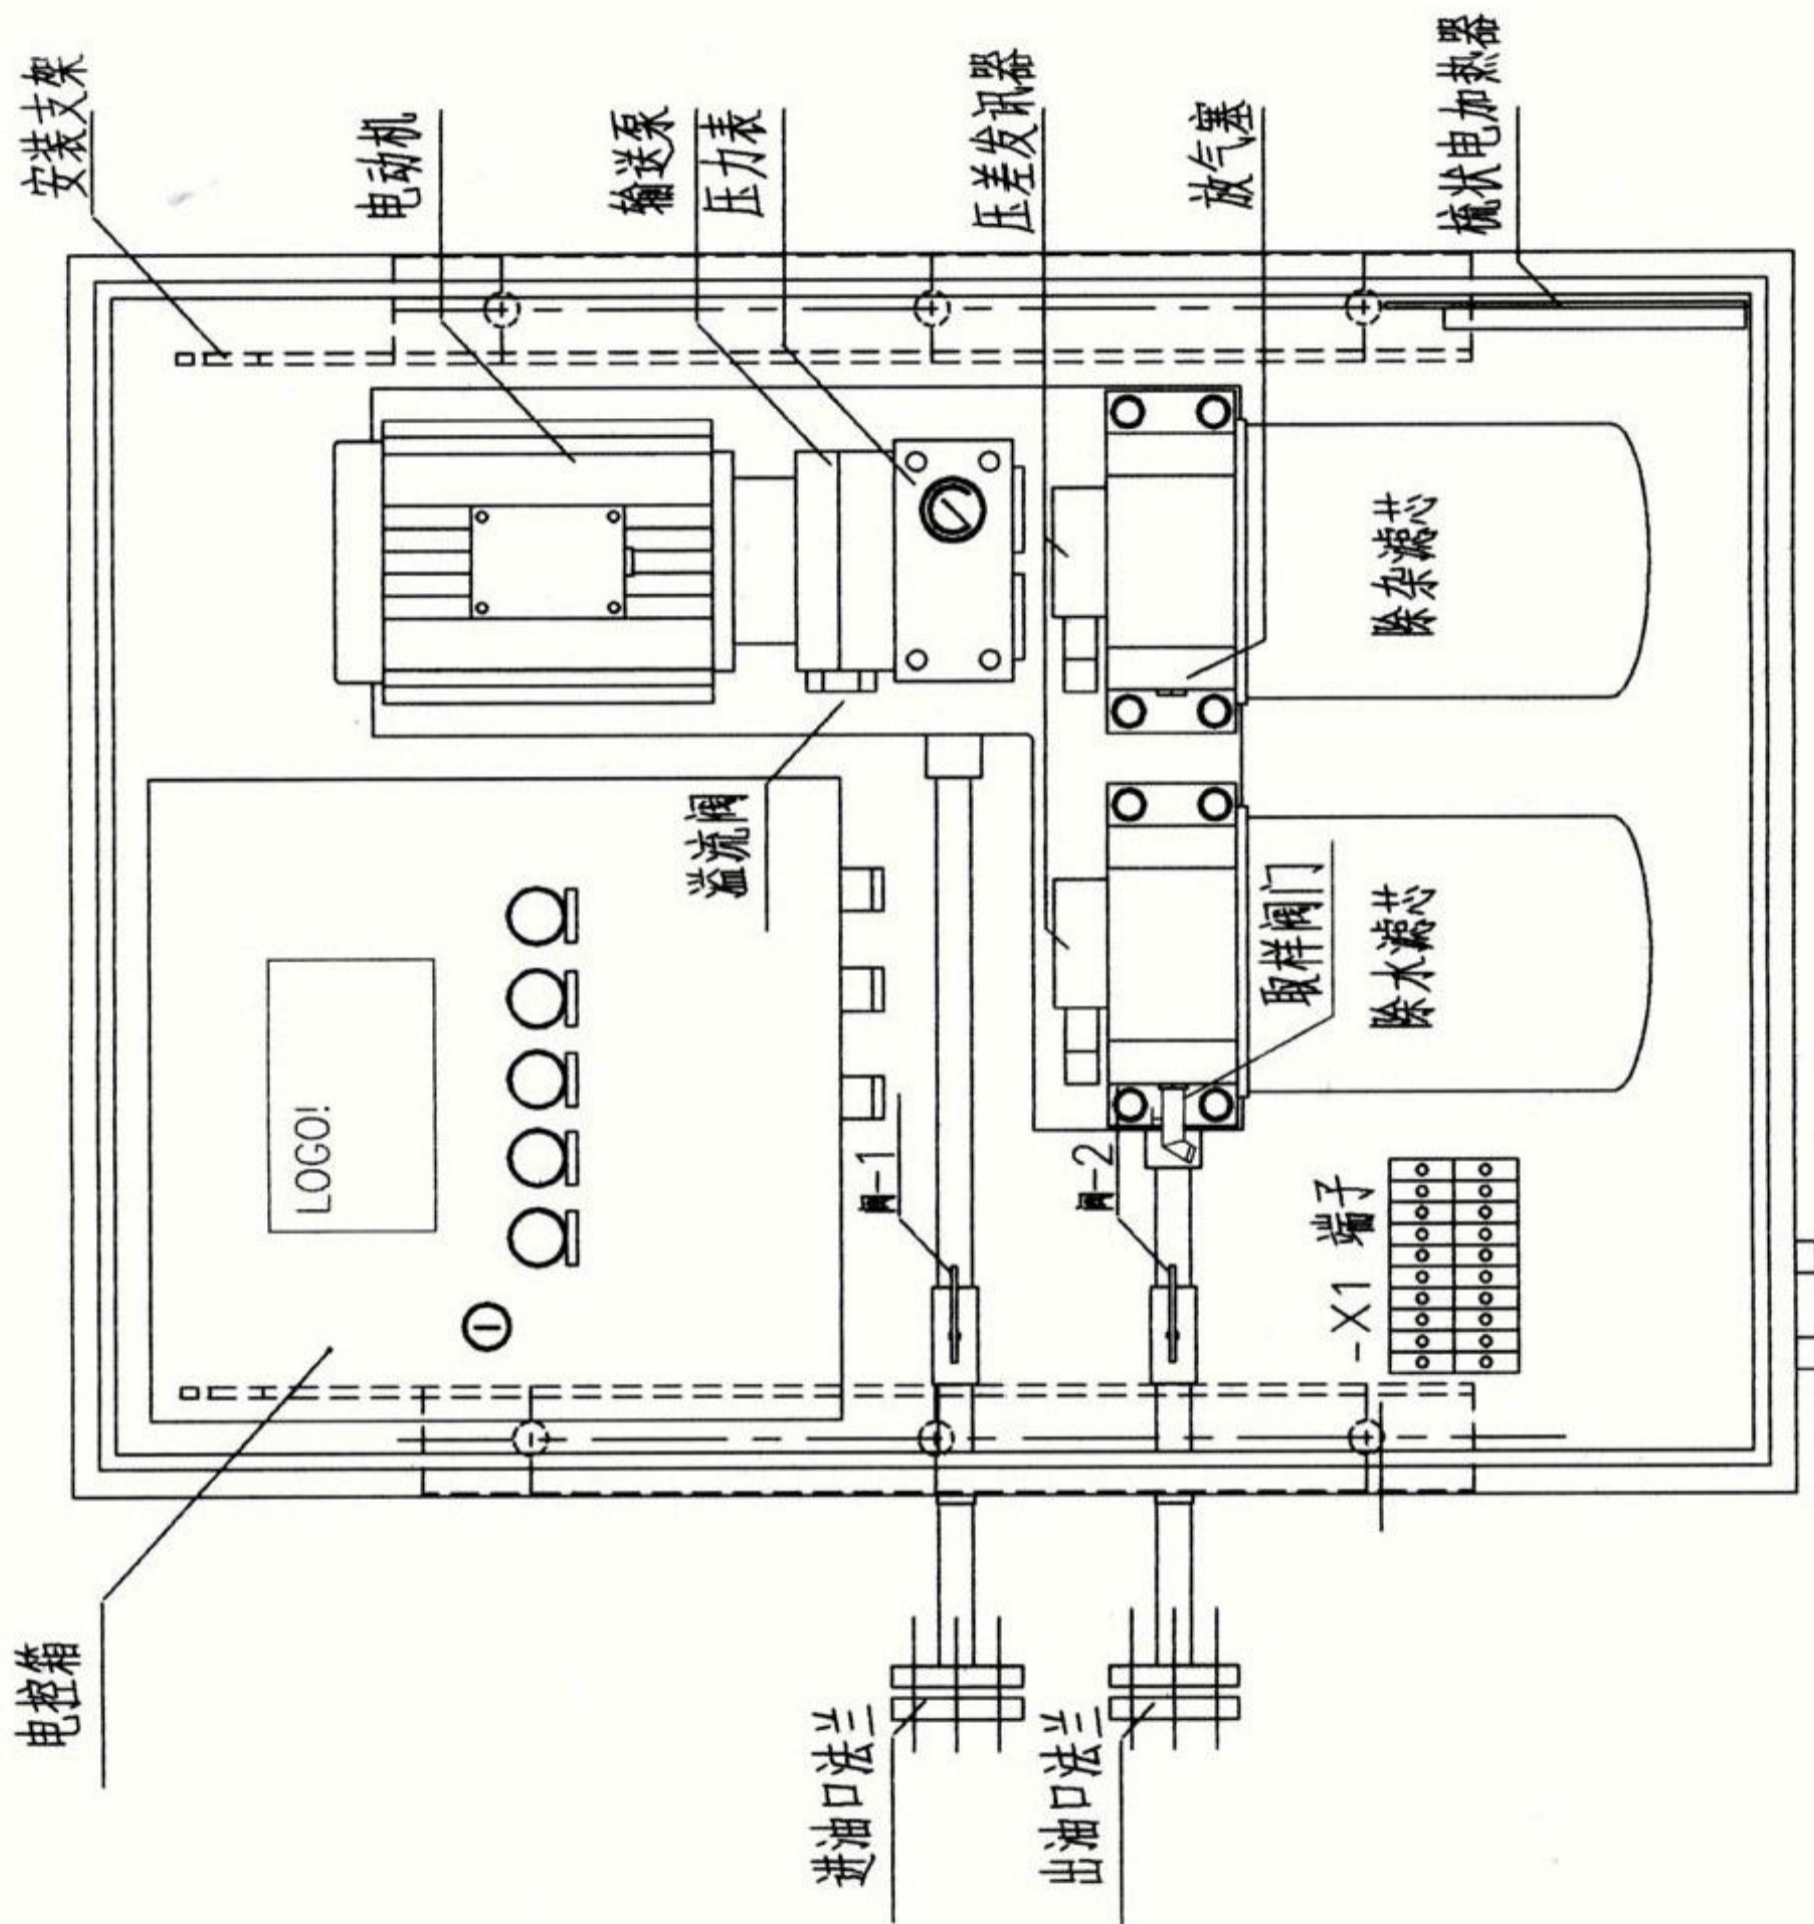 安装支架
电动机
输送泵
压力表
压差发讯器
放气塞
梳状电加热器
溢流阀
LOGO!
除杂滤芯
除水滤芯
取样阀门
阀-1
阀-2
-X1 端子
电控箱
进油口法兰
出油口法兰